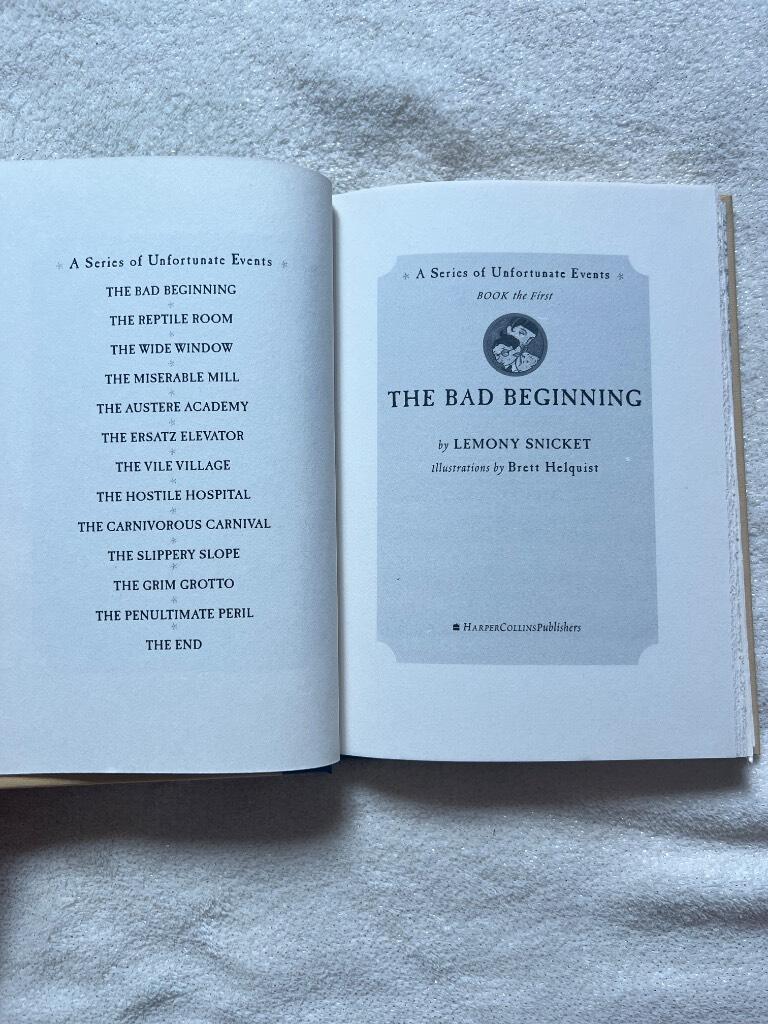 * A Series of Unfortunate Events *
THE BAD BEGINNING
*
THE REPTILE ROOM
*
THE WIDE WINDOW
*
THE MISERABLE MILL
*
THE AUSTERE ACADEMY
*
THE ERSATZ ELEVATOR
*
THE VILE VILLAGE
*
THE HOSTILE HOSPITAL
*
THE CARNIVOROUS CARNIVAL
*
THE SLIPPERY SLOPE
*
THE GRIM GROTTO
*
THE PENULTIMATE PERIL
*
THE END
* A Series of Unfortunate Events *
BOOK the First
THE BAD BEGINNING
by LEMONY SNICKET
Illustrations by Brett Helquist
HARPERCOLLINSPublishers